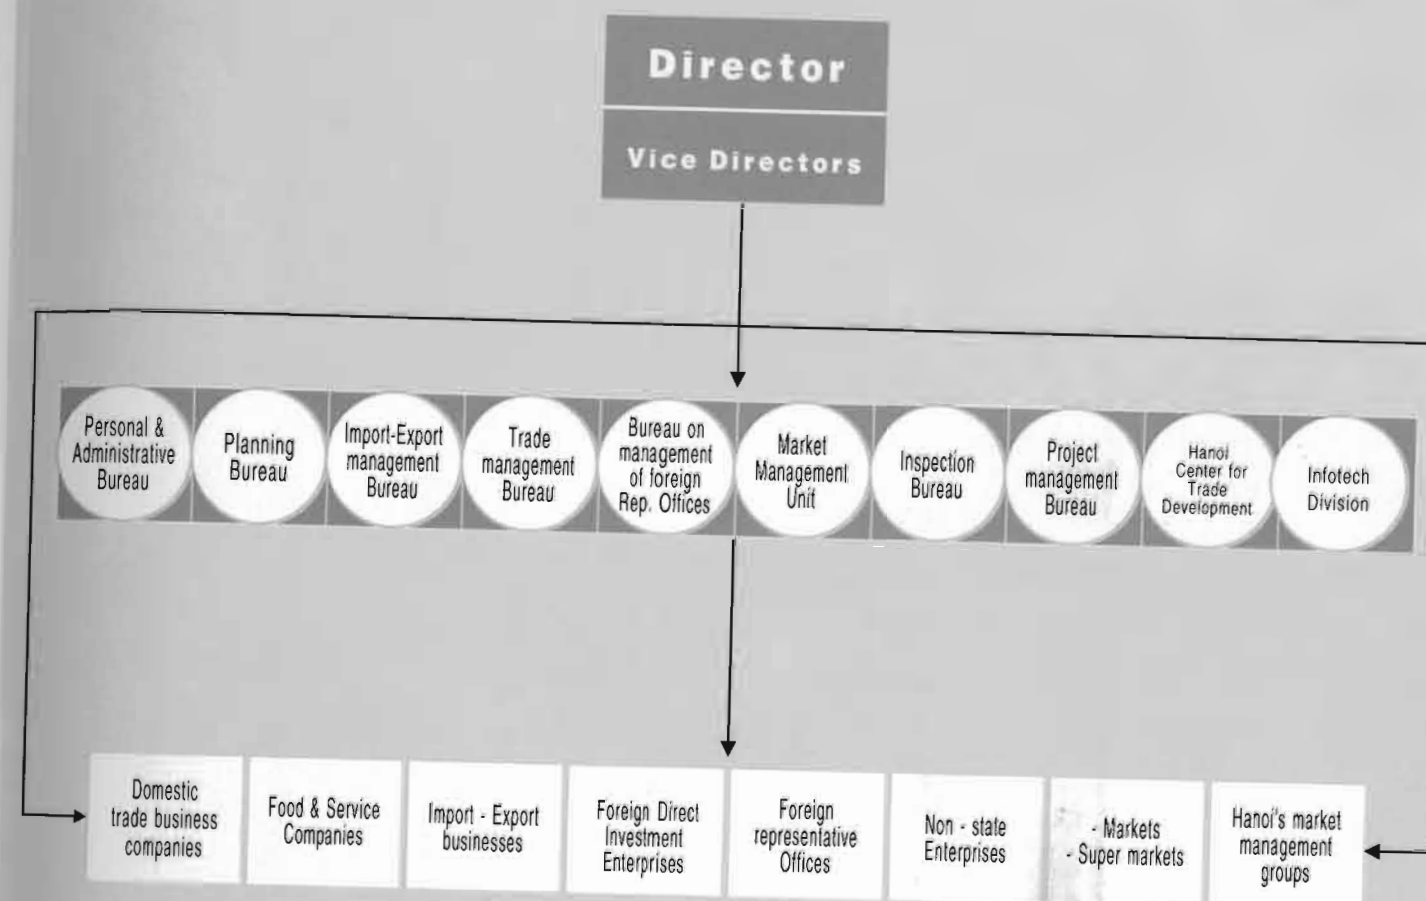 Director
Vice Directors
Personal &
Administrative
Bureau
Planning
Bureau
Import-Export
management
Bureau
Trade
management
Bureau
Bureau on
management
of foreign
Rep. Offices
Market
Management
Unit
Inspection
Bureau
Project
management
Bureau
Hanoi
Center for
Trade
Development
Infotech
Division
Domestic
trade business
companies
Food & Service
Companies
Import - Export
businesses
Foreign Direct
Investment
Enterprises
Foreign
representative
Offices
Non - state
Enterprises
- Markets
- Super markets
Hanoi's market
management
groups